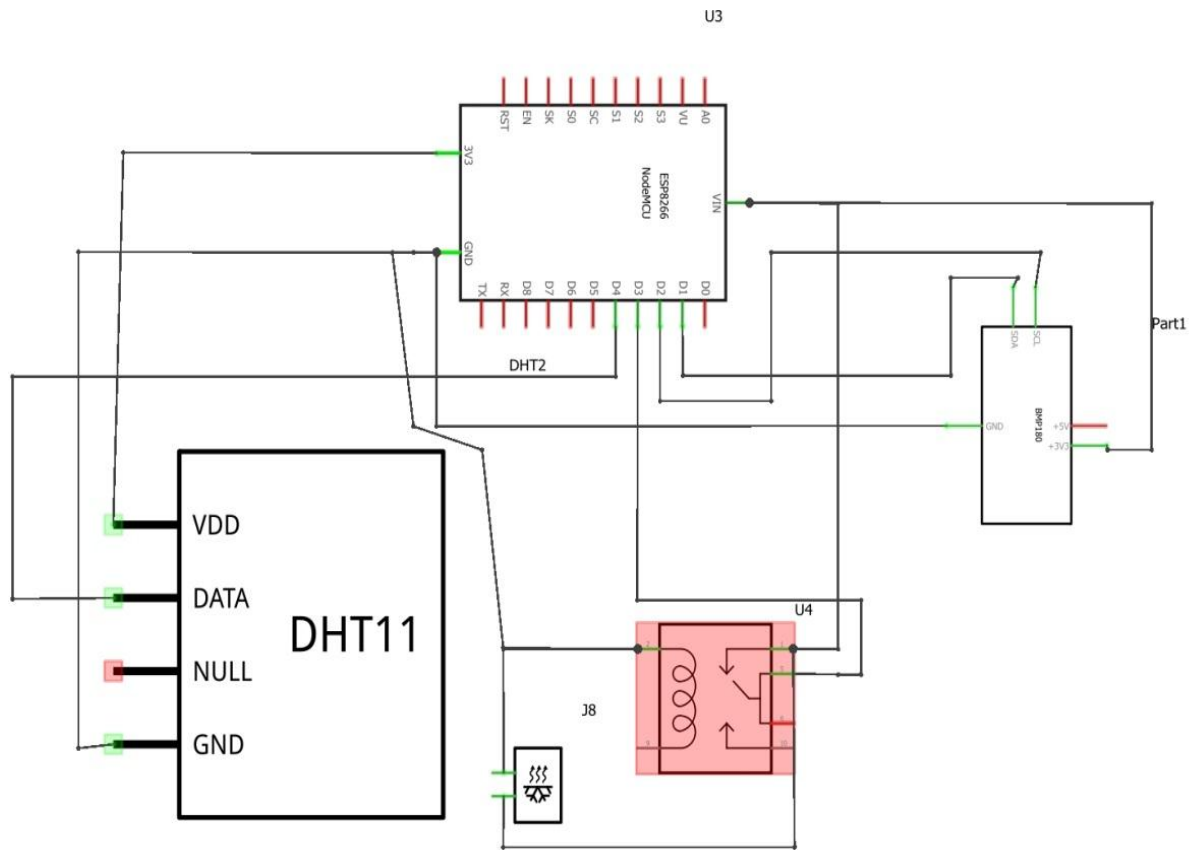 U3
RST
EN
SK
S0
SC
S1
S2
S3
VU
A0
3V3
ESP8266
NodeMCU
VIN
GND
TX
RX
D8
D7
D6
D5
D4
D3
D2
D1
D0
Part1
SDA
SCL
DHT2
BMP180
GND
+5V
+3V3
VDD
DATA
DHT11
NULL
GND
U4
J8